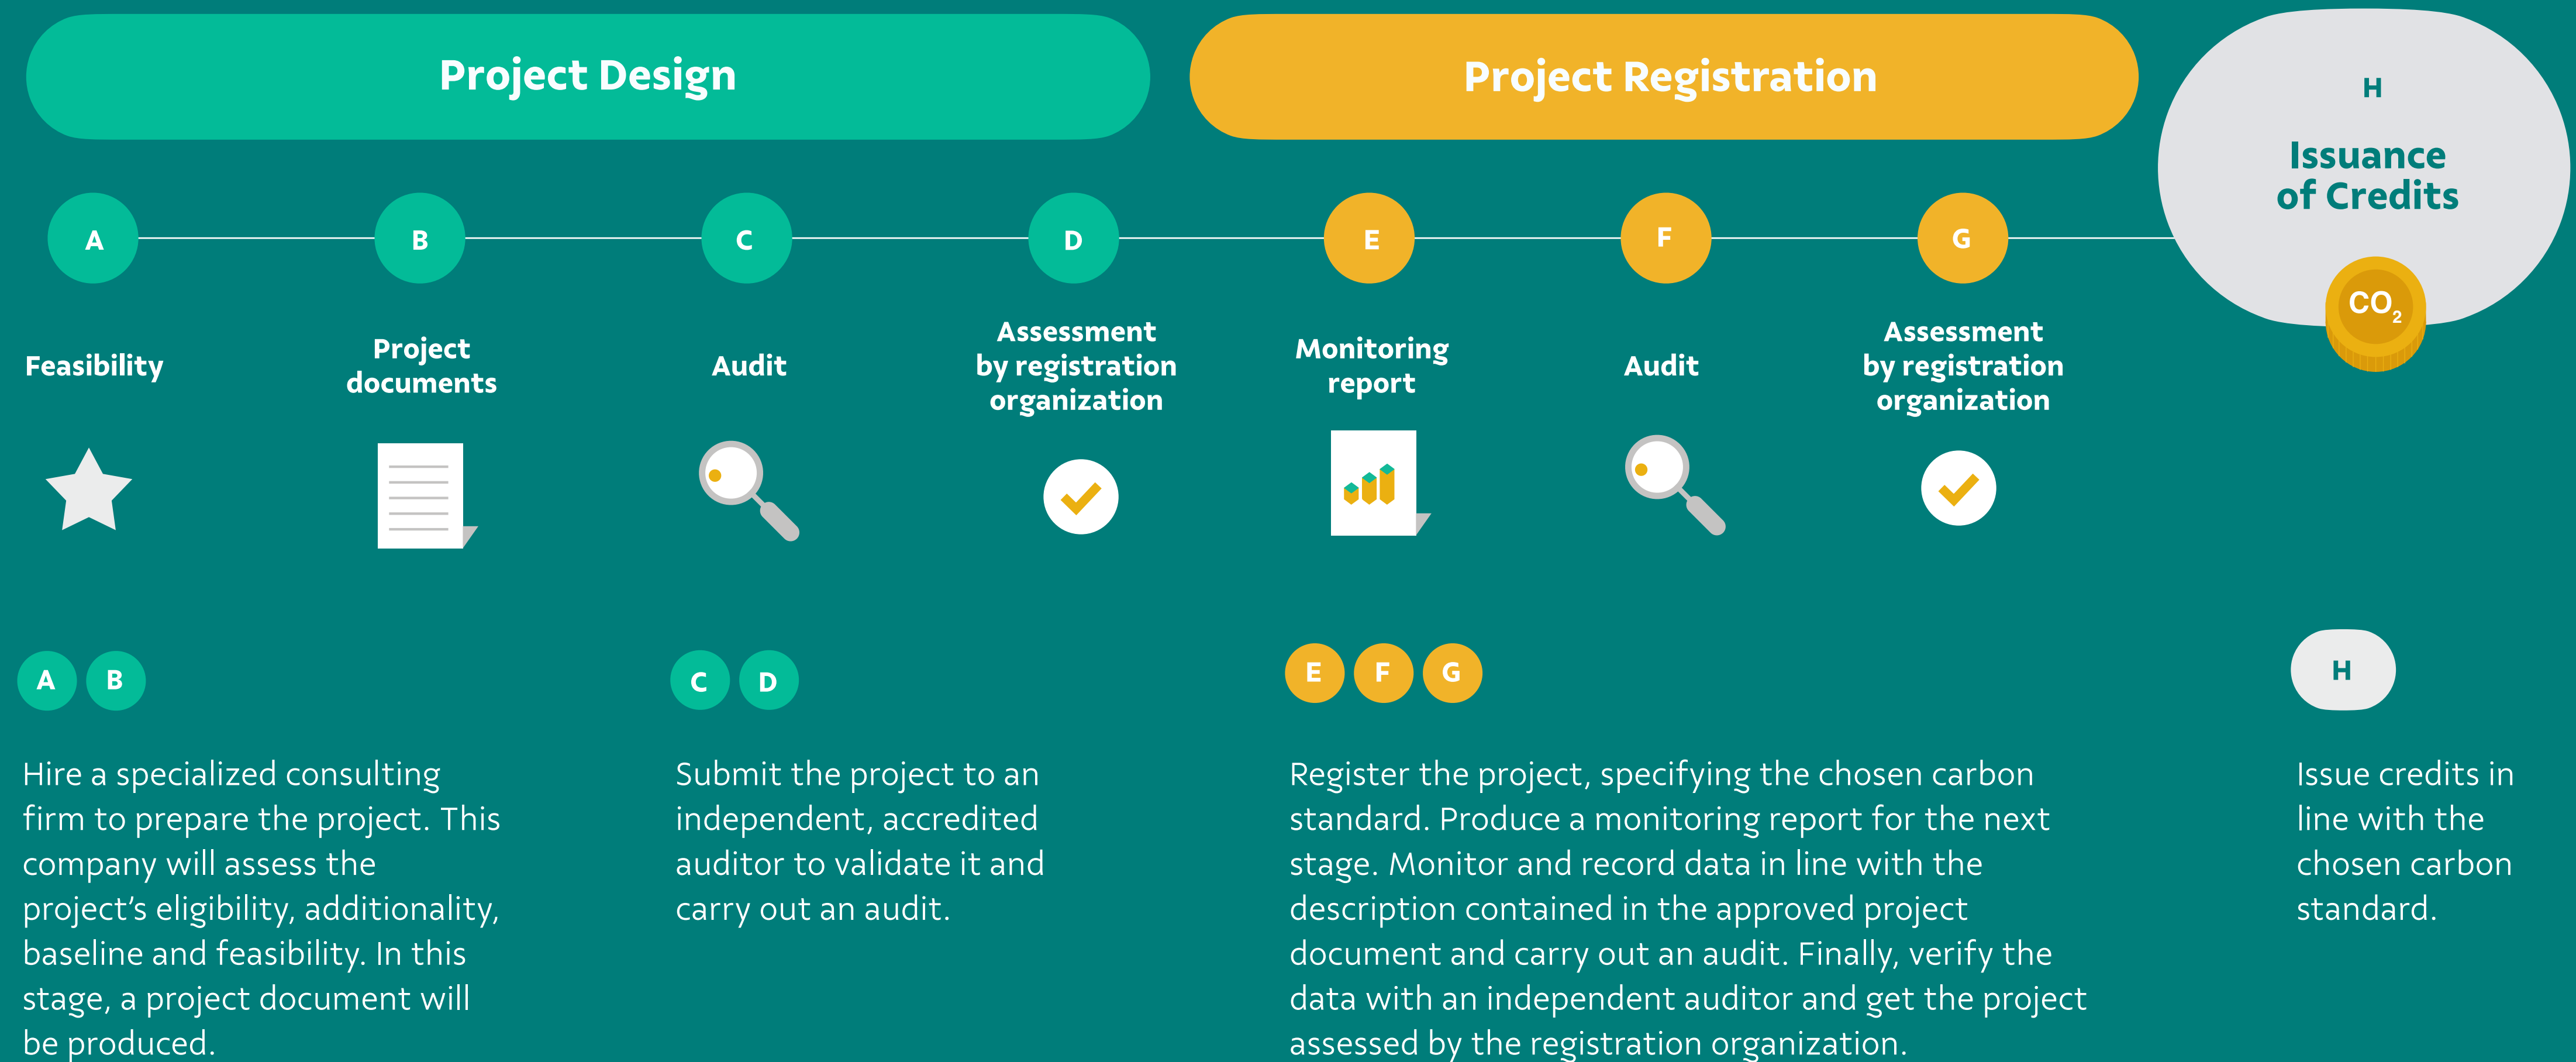 Project Design
Project Registration
H
Issuance
of Credits
CO2
A
B
C
D
E
F
G
Feasibility
Project
documents
Audit
Assessment
by registration
organization
Monitoring
report
Audit
Assessment
by registration
organization
A B
Hire a specialized consulting
firm to prepare the project. This
company will assess the
project’s eligibility, additionality,
baseline and feasibility. In this
stage, a project document will
be produced.
C D
Submit the project to an
independent, accredited
auditor to validate it and
carry out an audit.
E F G
Register the project, specifying the chosen carbon
standard. Produce a monitoring report for the next
stage. Monitor and record data in line with the
description contained in the approved project
document and carry out an audit. Finally, verify the
data with an independent auditor and get the project
assessed by the registration organization.
H
Issue credits in
line with the
chosen carbon
standard.